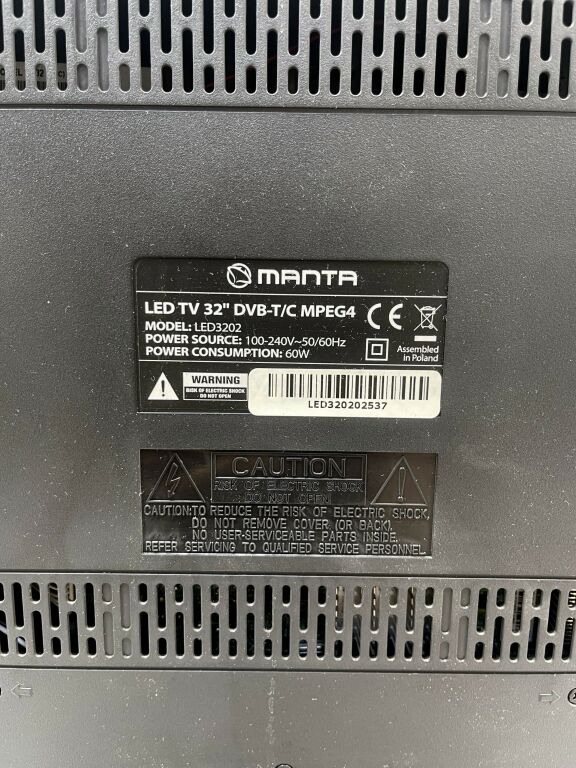 MANTA
LED TV 32" DVB-T/C MPEG4
MODEL: LED3202
POWER SOURCE: 100-240V~50/60Hz
POWER CONSUMPTION: 60W
CE
Assembled
in Poland
WARNING
RISK OF ELECTRIC SHOCK
DO NOT OPEN
LED320202537
CAUTION
RISK OF ELECTRIC SHOCK
DO NOT OPEN
CAUTION:TO REDUCE THE RISK OF ELECTRIC SHOCK,
DO NOT REMOVE COVER (OR BACK).
NO USER-SERVICEABLE PARTS INSIDE.
REFER SERVICING TO QUALIFIED SERVICE PERSONNEL.